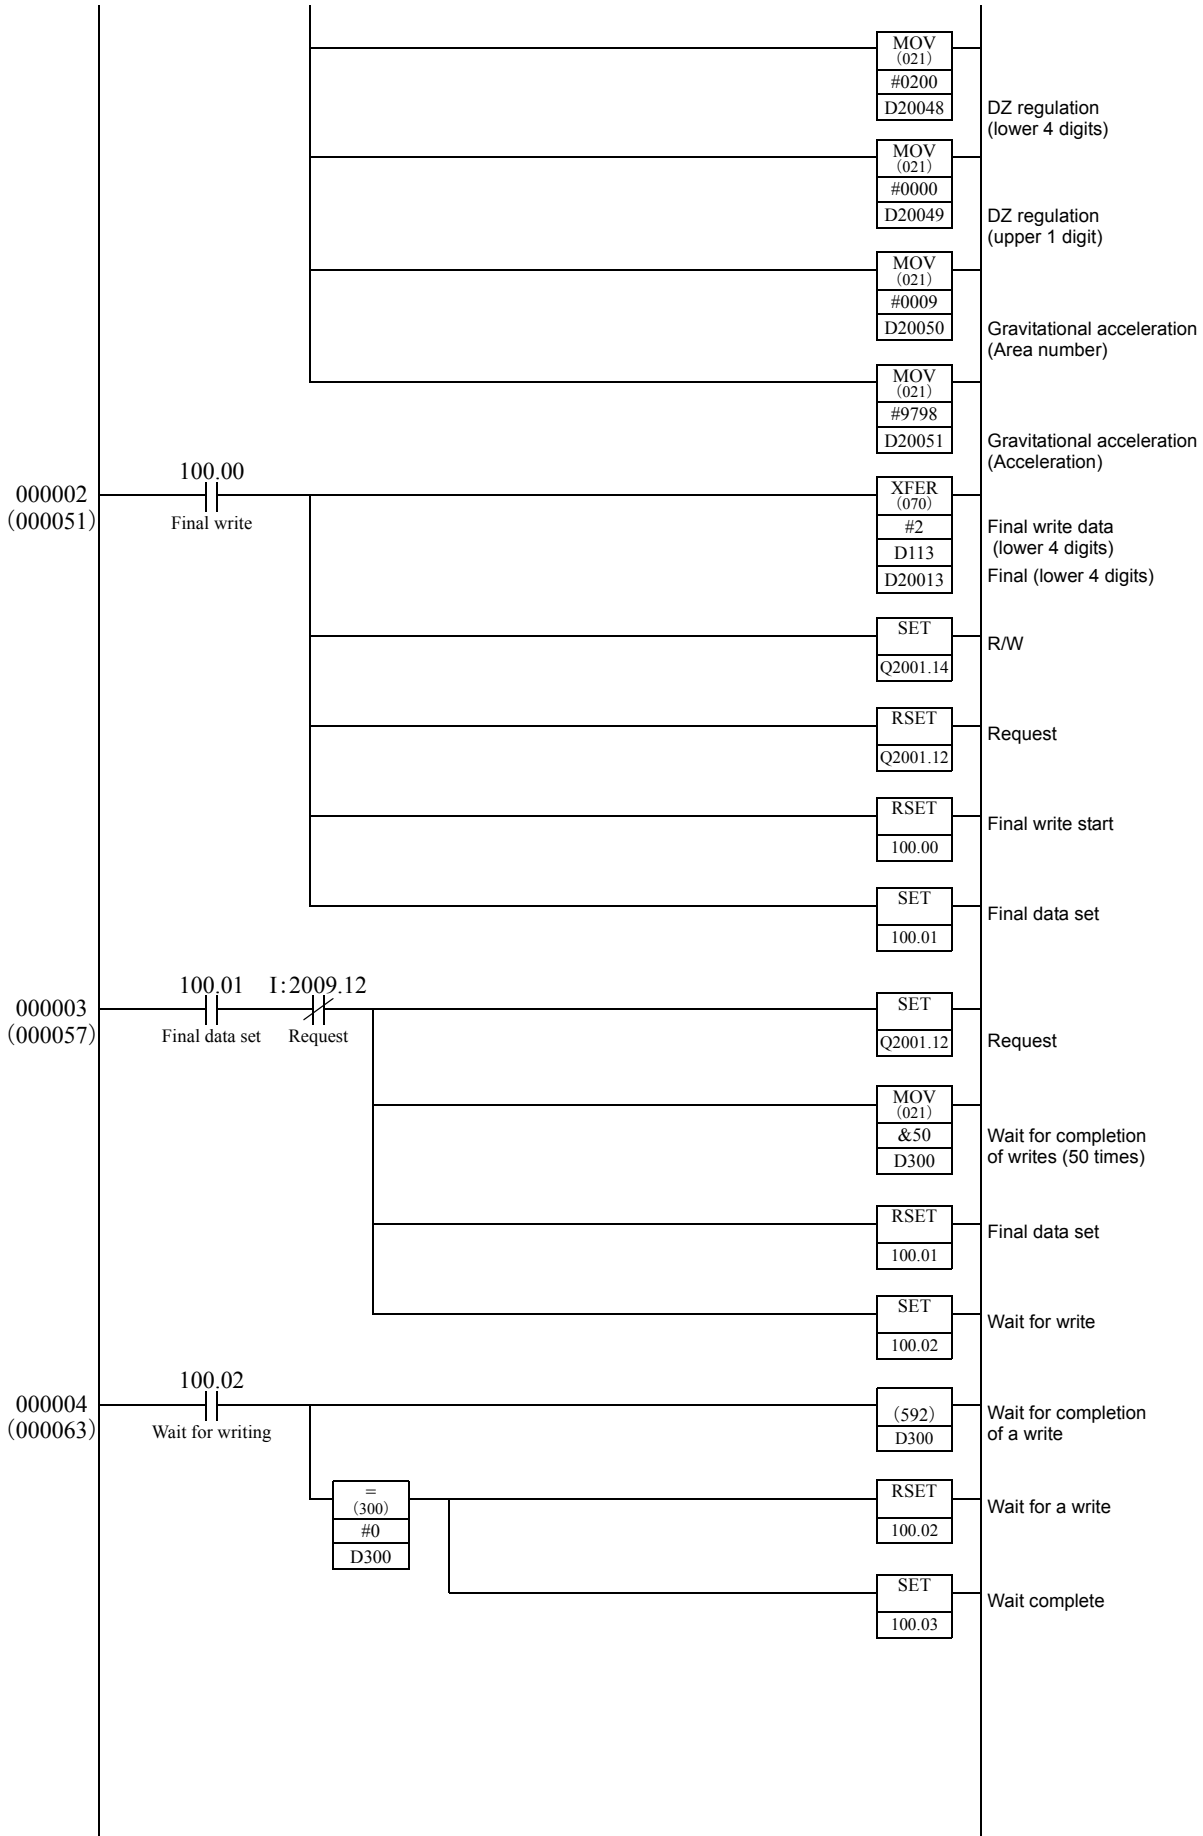 MOV
(021)
#0200
D20048
DZ regulation
(lower 4 digits)
MOV
(021)
#0000
D20049
DZ regulation
(upper 1 digit)
MOV
(021)
#0009
D20050
Gravitational acceleration
(Area number)
MOV
(021)
#9798
D20051
Gravitational acceleration
(Acceleration)
000002
(000051)
100.00
Final write
XFER
(070)
#2
D113
D20013
Final write data
(lower 4 digits)
Final (lower 4 digits)
SET
Q2001.14
R/W
RSET
Q2001.12
Request
RSET
100.00
Final write start
SET
100.01
Final data set
000003
(000057)
100.01
Final data set
I:2009.12
Request
SET
Q2001.12
Request
MOV
(021)
&50
D300
Wait for completion
of writes (50 times)
RSET
100.01
Final data set
SET
100.02
Wait for write
000004
(000063)
100.02
Wait for writing
(592)
D300
Wait for completion
of a write
=
(300)
#0
D300
RSET
100.02
Wait for a write
SET
100.03
Wait complete